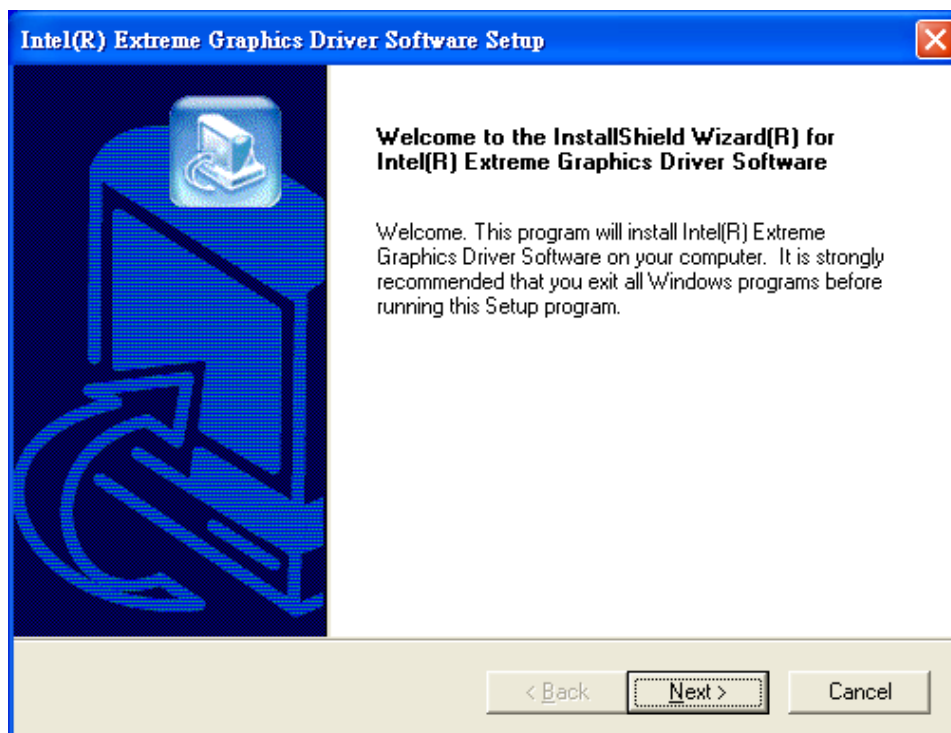 Intel(R) Extreme Graphics Driver Software Setup
Welcome to the InstallShield Wizard(R) for
Intel(R) Extreme Graphics Driver Software
Welcome. This program will install Intel(R) Extreme
Graphics Driver Software on your computer.  It is strongly
recommended that you exit all Windows programs before
running this Setup program.
< Back
Next >
Cancel